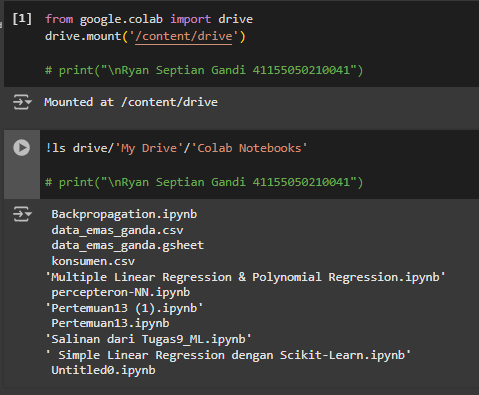 [1] from google.colab import drive
drive.mount('/content/drive')
# print("\nRyan Septian Gandi 41155050210041")
Mounted at /content/drive
!ls drive/'My Drive'/'Colab Notebooks'
# print("\nRyan Septian Gandi 41155050210041")
Backpropagation.ipynb
data_emas_ganda.csv
data_emas_ganda.gsheet
konsumen.csv
'Multiple Linear Regression & Polynomial Regression.ipynb'
percepteron-NN.ipynb
'Pertemuan13 (1).ipynb'
Pertemuan13.ipynb
'Salinan dari Tugas9_ML.ipynb'
' Simple Linear Regression dengan Scikit-Learn.ipynb'
Untitled0.ipynb